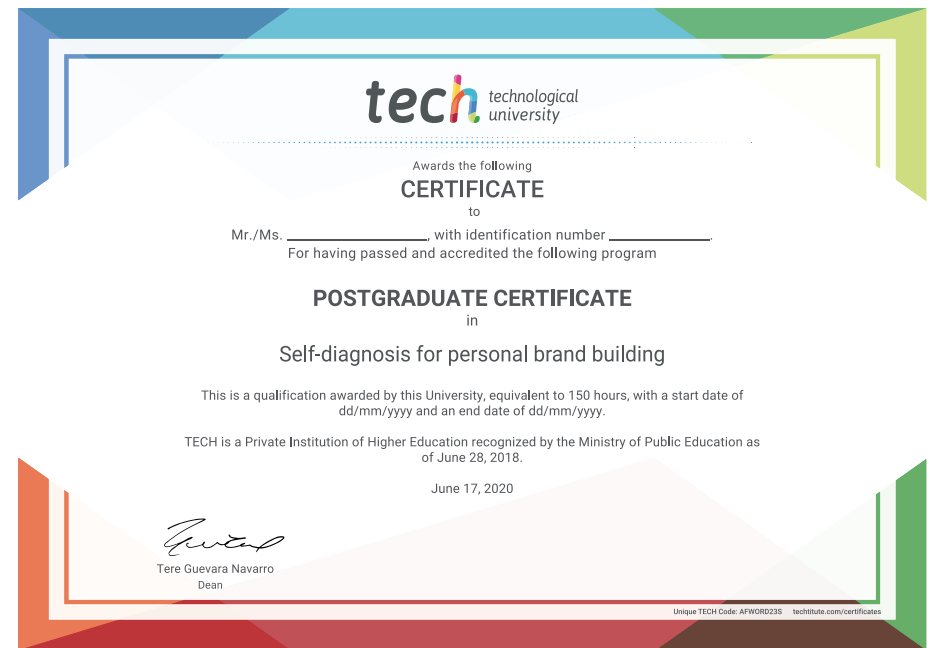 tech technological
university
Awards the following
CERTIFICATE
to
Mr./Ms. ____________________, with identification number ______________.
For having passed and accredited the following program
POSTGRADUATE CERTIFICATE
in
Self-diagnosis for personal brand building
This is a qualification awarded by this University, equivalent to 150 hours, with a start date of
dd/mm/yyyy and an end date of dd/mm/yyyy.
TECH is a Private Institution of Higher Education recognized by the Ministry of Public Education as
of June 28, 2018.
June 17, 2020
Tere Guevara Navarro
Dean
Unique TECH Code: AFWORD23S techtitute.com/certificates